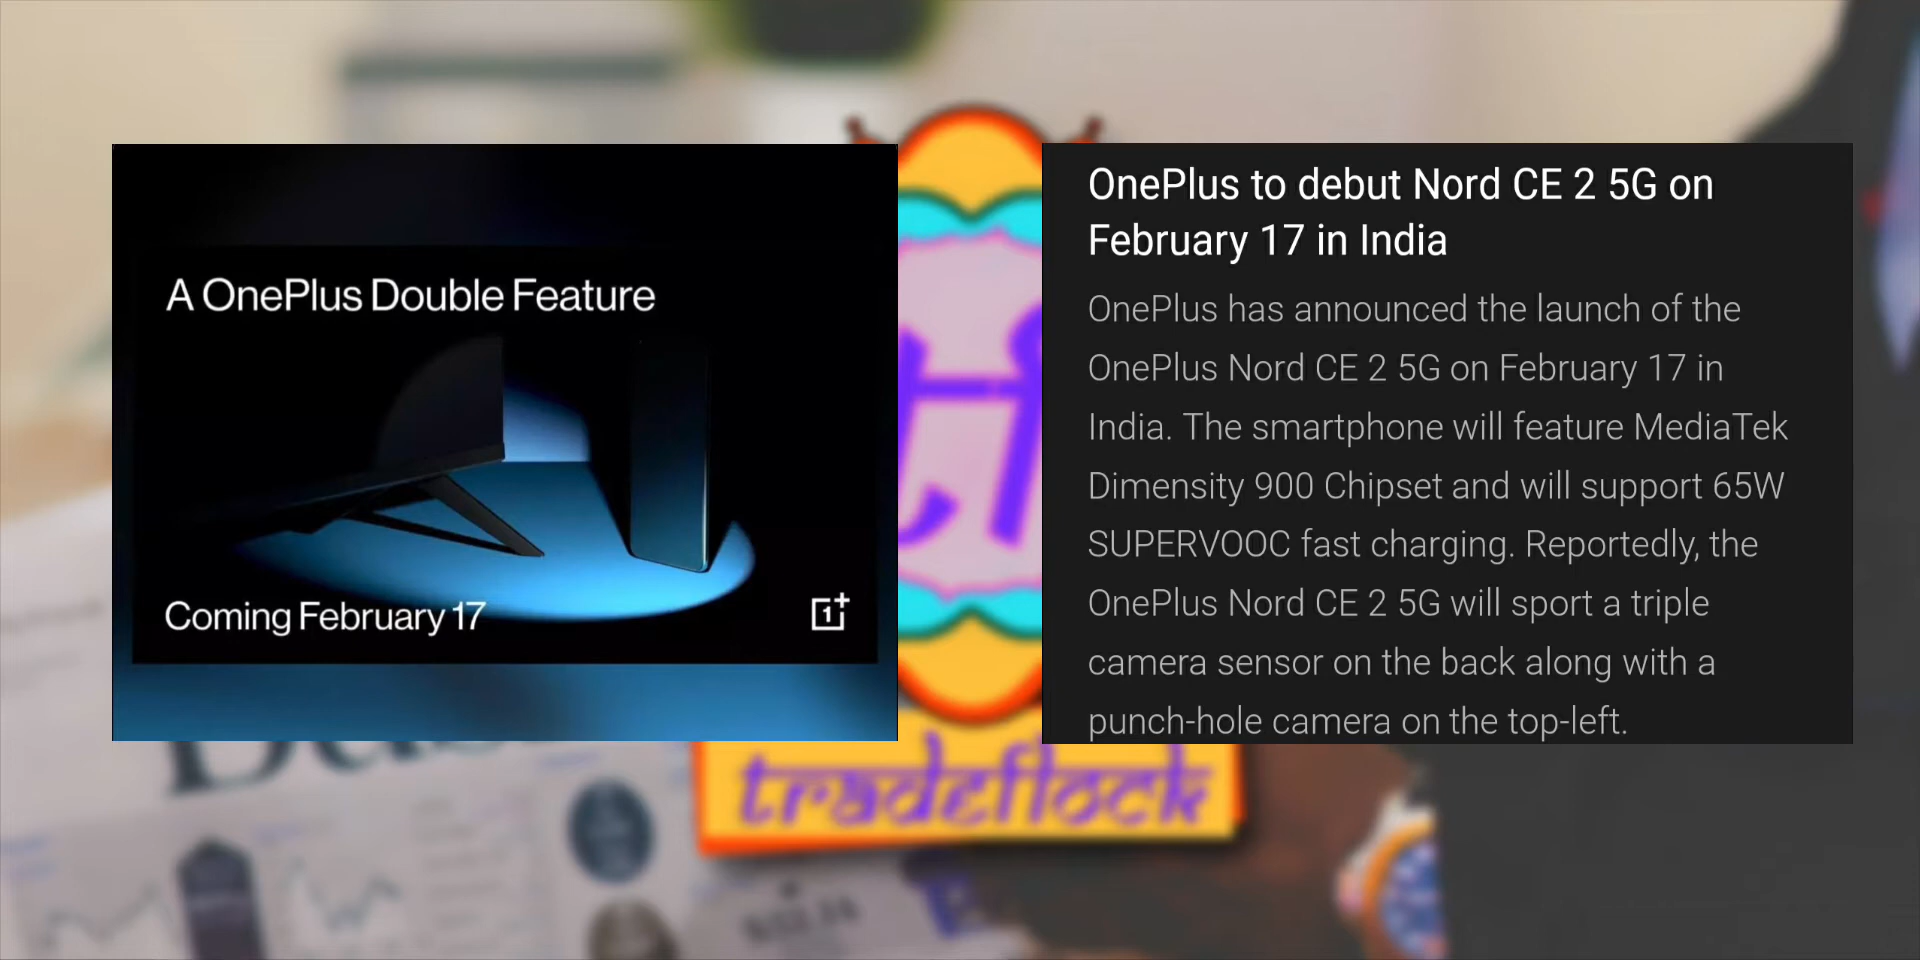 A OnePlus Double Feature
Coming February 17
OnePlus to debut Nord CE 2 5G on
February 17 in India
OnePlus has announced the launch of the
OnePlus Nord CE 2 5G on February 17 in
India. The smartphone will feature MediaTek
Dimensity 900 Chipset and will support 65W
SUPERVOOC fast charging. Reportedly, the
OnePlus Nord CE 2 5G will sport a triple
camera sensor on the back along with a
punch-hole camera on the top-left.
tradeflock